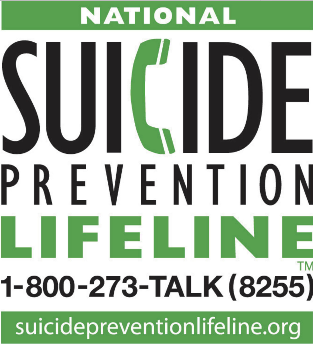 NATIONAL
SUICIDE
PREVENTION
LIFELINE
TM
1-800-273-TALK (8255)
suicidepreventionlifeline.org